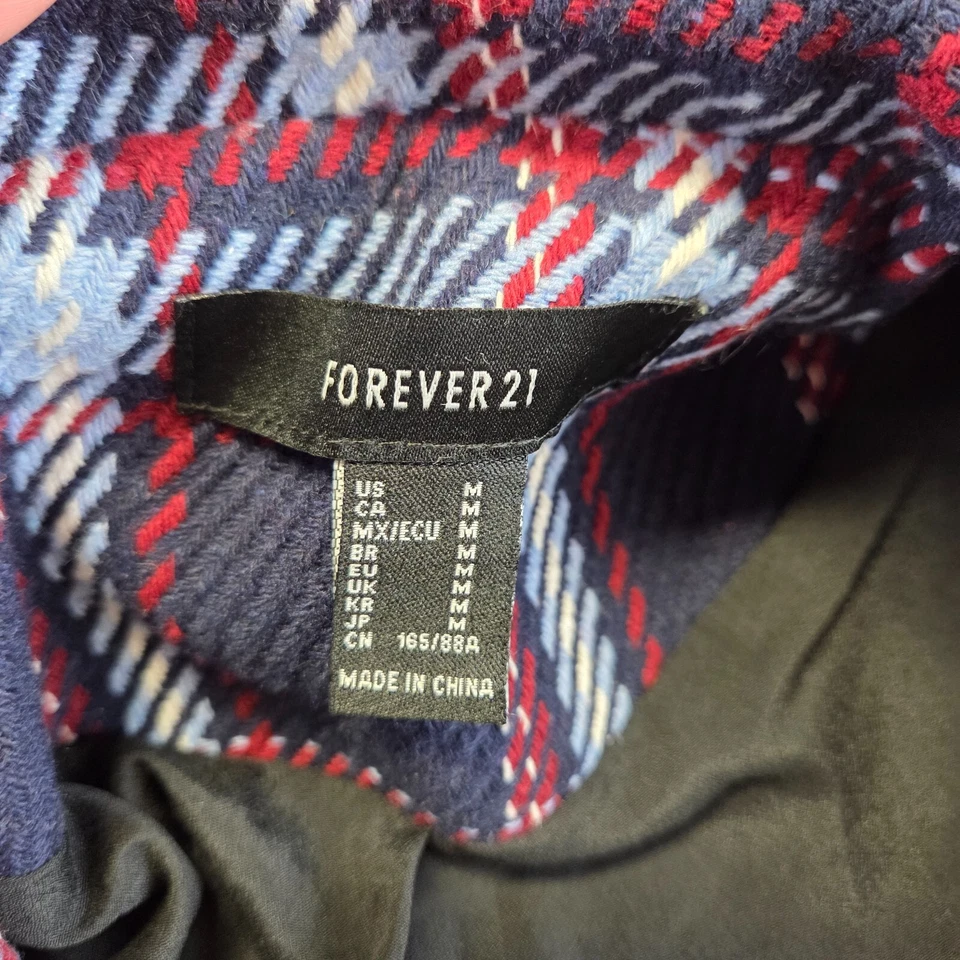 FOREVER 21
US M
CA M
MX/ECU M
BR M
EU M
UK M
KR M
JP M
CN 165/88A
MADE IN CHINA